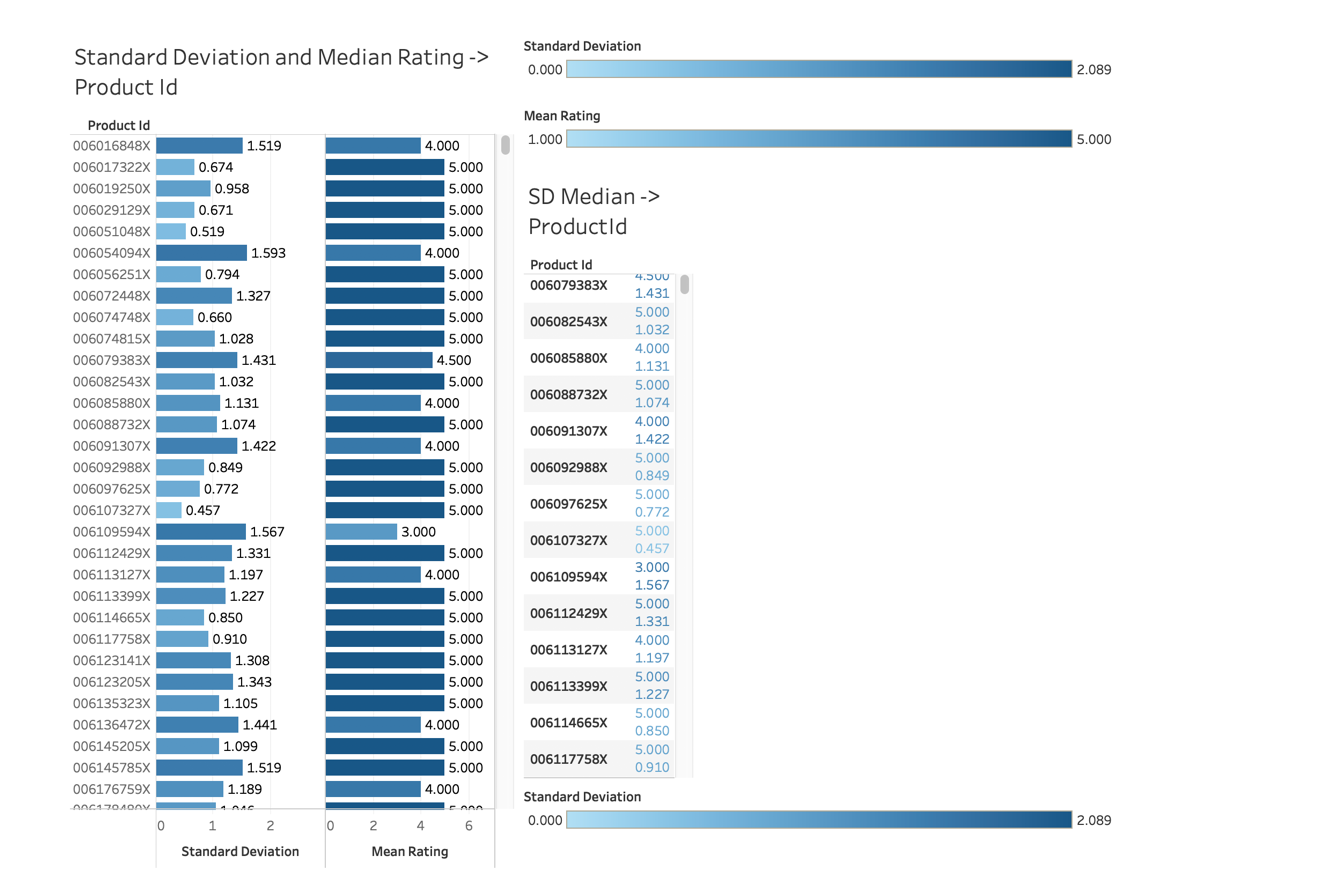 Standard Deviation and Median Rating ->
Product Id
Product Id
006016848X 1.519 4.000
006017322X 0.674 5.000
006019250X 0.958 5.000
006029129X 0.671 5.000
006051048X 0.519 5.000
006054094X 1.593 4.000
006056251X 0.794 5.000
006072448X 1.327 5.000
006074748X 0.660 5.000
006074815X 1.028 5.000
006079383X 1.431 4.500
006082543X 1.032 5.000
006085880X 1.131 4.000
006088732X 1.074 5.000
006091307X 1.422 4.000
006092988X 0.849 5.000
006097625X 0.772 5.000
006107327X 0.457 5.000
006109594X 1.567 3.000
006112429X 1.331 5.000
006113127X 1.197 4.000
006113399X 1.227 5.000
006114665X 0.850 5.000
006117758X 0.910 5.000
006123141X 1.308 5.000
006123205X 1.343 5.000
006135323X 1.105 5.000
006136472X 1.441 4.000
006145205X 1.099 5.000
006145785X 1.519 5.000
006176759X 1.189 4.000
0 1 2 0 2 4 6
Standard Deviation Mean Rating
Standard Deviation
0.000 2.089
Mean Rating
1.000 5.000
SD Median ->
ProductId
Product Id
4.500
006079383X
1.431
5.000
006082543X
1.032
4.000
006085880X
1.131
5.000
006088732X
1.074
4.000
006091307X
1.422
5.000
006092988X
0.849
5.000
006097625X
0.772
5.000
006107327X
0.457
3.000
006109594X
1.567
5.000
006112429X
1.331
4.000
006113127X
1.197
5.000
006113399X
1.227
5.000
006114665X
0.850
5.000
006117758X
0.910
Standard Deviation
0.000 2.089